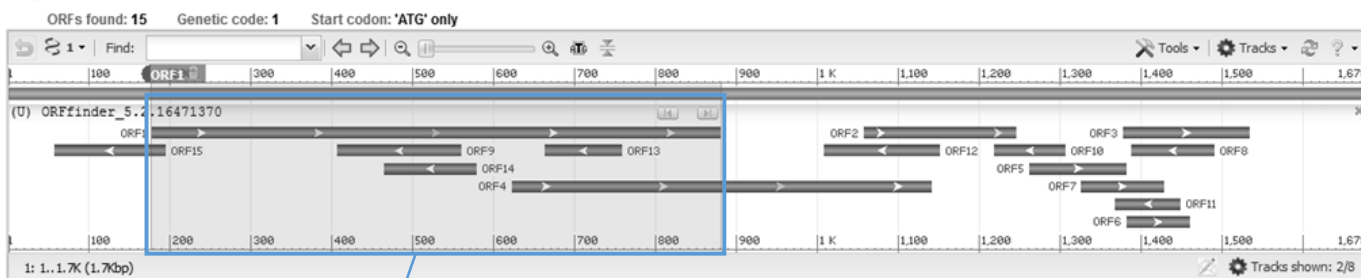 ORFs found: 15 Genetic code: 1 Start codon: 'ATG' only
1 Find: Tools Tracks ?
1 100 ORF1 300 400 500 600 700 800 900 1 K 1,100 1,200 1,300 1,400 1,500 1,67
(U) ORFfinder_5.2.16471370
ORF1 ORF2 ORF3
ORF15 ORF9 ORF13 ORF12 ORF10 ORF8
ORF14 ORF5
ORF4 ORF7
ORF11
ORF6
1 100 200 300 400 500 600 700 800 900 1 K 1,100 1,200 1,300 1,400 1,500 1,67
1: 1..1.7K (1.7Kbp) Tracks shown: 2/8